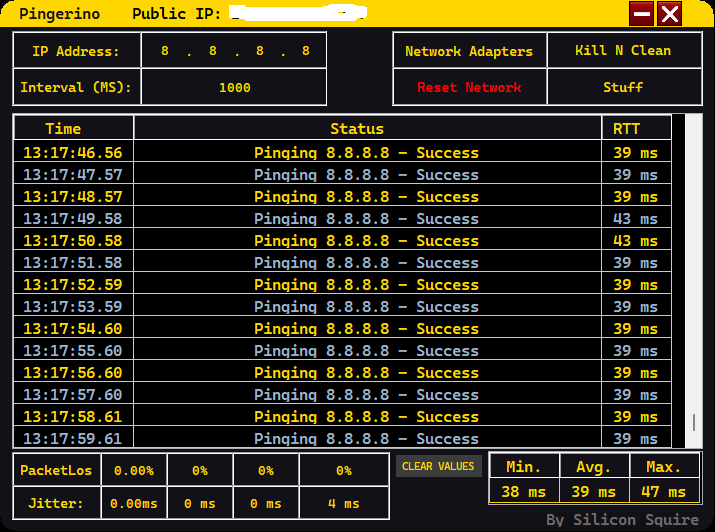 Pingerino Public IP:
IP Address: 8 . 8 . 8 . 8 Network Adapters Kill N Clean
Interval (MS): 1000 Reset Network Stuff
Time Status RTT
13:17:46.56 Pinging 8.8.8.8 – Success 39 ms
13:17:47.57 Pinging 8.8.8.8 – Success 39 ms
13:17:48.57 Pinging 8.8.8.8 – Success 39 ms
13:17:49.58 Pinging 8.8.8.8 – Success 43 ms
13:17:50.58 Pinging 8.8.8.8 – Success 43 ms
13:17:51.58 Pinging 8.8.8.8 – Success 39 ms
13:17:52.59 Pinging 8.8.8.8 – Success 39 ms
13:17:53.59 Pinging 8.8.8.8 – Success 39 ms
13:17:54.60 Pinging 8.8.8.8 – Success 39 ms
13:17:55.60 Pinging 8.8.8.8 – Success 39 ms
13:17:56.60 Pinging 8.8.8.8 – Success 39 ms
13:17:57.60 Pinging 8.8.8.8 – Success 39 ms
13:17:58.61 Pinging 8.8.8.8 – Success 39 ms
13:17:59.61 Pinging 8.8.8.8 – Success 39 ms
PacketLos 0.00% 0% 0% 0% CLEAR VALUES Min. Avg. Max.
Jitter: 0.00ms 0 ms 0 ms 4 ms 38 ms 39 ms 47 ms
By Silicon Squire